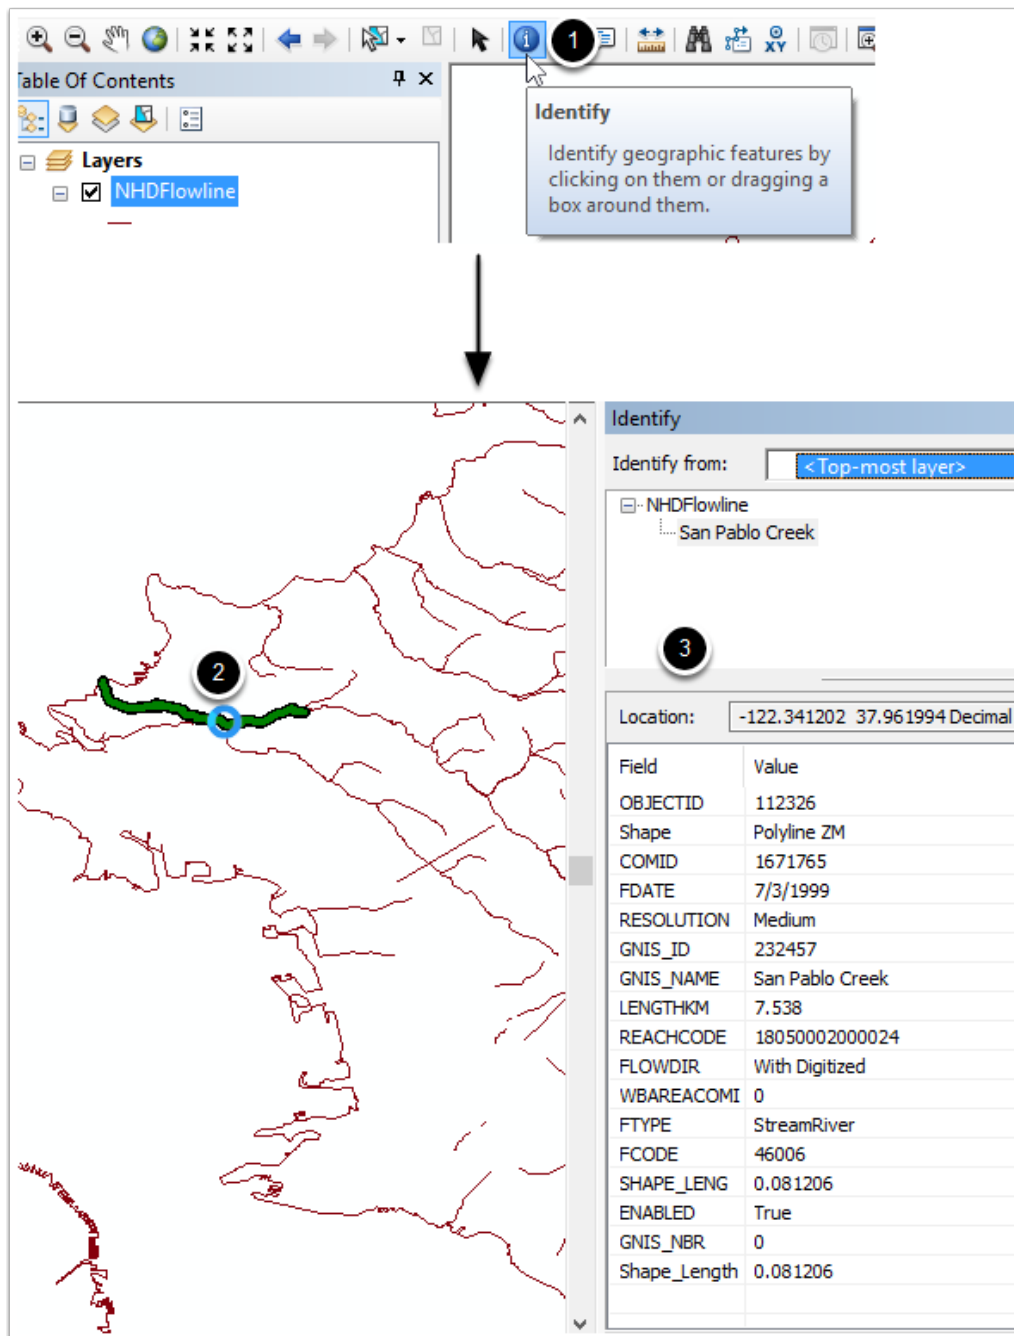 1
XY
Table Of Contents
Identify
Identify geographic features by
clicking on them or dragging a
box around them.
Layers
NHDFlowline
Identify
Identify from: <Top-most layer>
NHDFlowline
San Pablo Creek
2
3
Location: -122.341202 37.961994 Decimal
Field Value
OBJECTID 112326
Shape Polyline ZM
COMID 1671765
FDATE 7/3/1999
RESOLUTION Medium
GNIS_ID 232457
GNIS_NAME San Pablo Creek
LENGTHKM 7.538
REACHCODE 18050002000024
FLOWDIR With Digitized
WBAREACOMI 0
FTYPE StreamRiver
FCODE 46006
SHAPE_LENG 0.081206
ENABLED True
GNIS_NBR 0
Shape_Length 0.081206